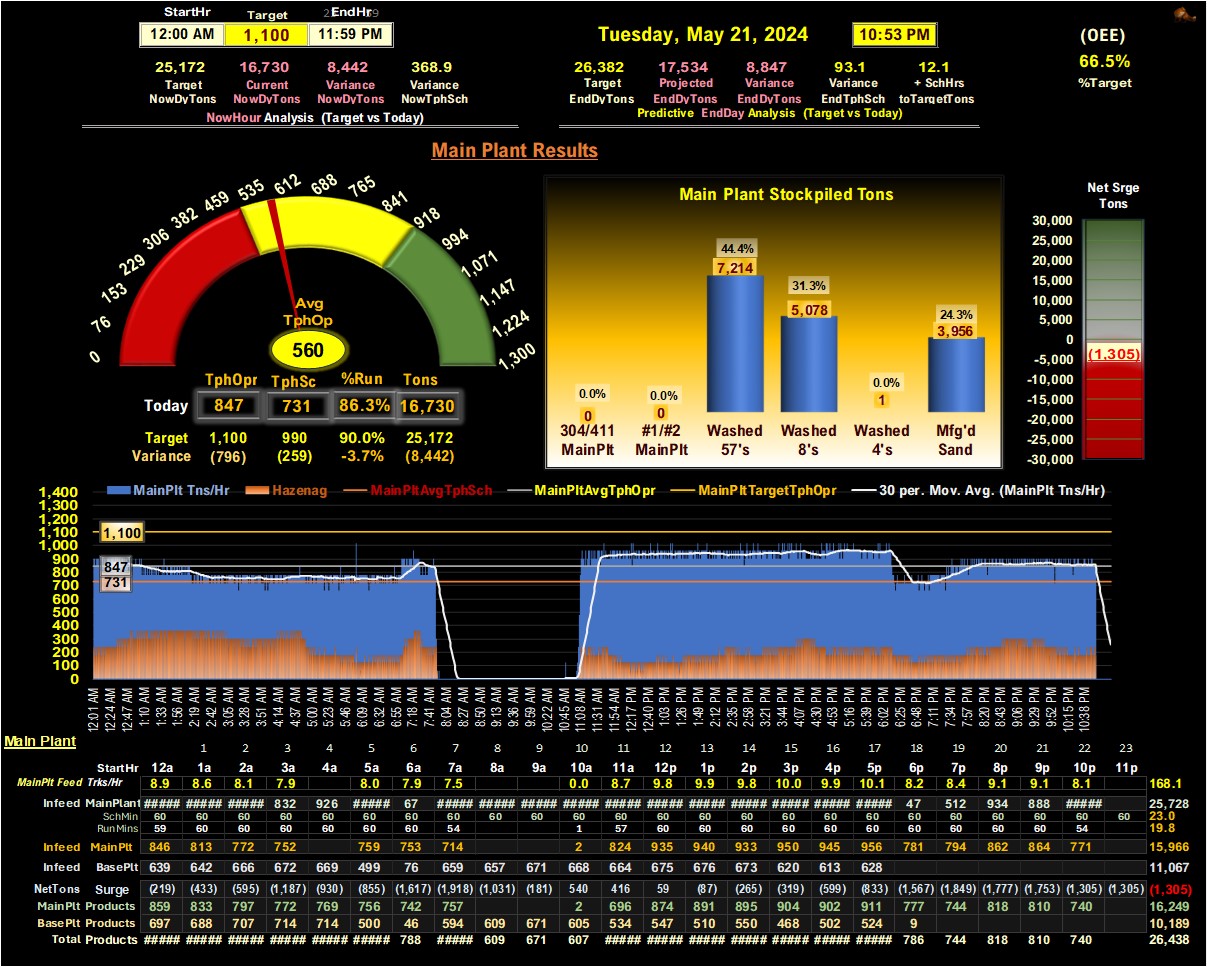 StartHr Target EndHr
12:00 AM 1,100 11:59 PM
Tuesday, May 21, 2024 10:53 PM
(OEE)
66.5%
%Target
25,172 16,730 8,442 368.9
Target Current Variance Variance
NowDyTons NowDyTons NowDyTons NowTphSch
NowHour Analysis (Target vs Today)
26,382 17,534 8,847 93.1 12.1
Target Projected Variance Variance + SchHrs
EndDyTons EndDyTons EndDyTons EndTphSch toTargetTons
Predictive EndDay Analysis (Target vs Today)
Main Plant Results
0 76 153 229 306 382 459 535 612 688 765 841 918 994 1,071 1,147 1,224 1,300
Avg
TphOp
560
TphOpr TphSc %Run Tons
Today 847 731 86.3% 16,730
Target 1,100 990 90.0% 25,172
Variance (796) (259) -3.7% (8,442)
Main Plant Stockpiled Tons
0.0% 0.0% 44.4% 31.3% 0.0% 24.3%
0 0 7,214 5,078 1 3,956
304/411 #1/#2 Washed Washed Washed Mfg'd
MainPlt MainPlt 57's 8's 4's Sand
Net Srge
Tons
30,000
25,000
20,000
15,000
10,000
5,000
0
(1,305)
-5,000
-10,000
-15,000
-20,000
-25,000
-30,000
MainPlt Tns/Hr Hazenag MainPltAvgTphSch MainPltAvgTphOpr MainPltTargetTphOpr 30 per. Mov. Avg. (MainPlt Tns/Hr)
1,400
1,300
1,200
1,100
1,000
900
800
700
600
500
400
300
200
100
0
1,100
847
731
12:01 AM 12:24 AM 12:47 AM 1:10 AM 1:33 AM 1:56 AM 2:19 AM 2:42 AM 3:05 AM 3:28 AM 3:51 AM 4:14 AM 4:37 AM 5:00 AM 5:23 AM 5:46 AM 6:09 AM 6:32 AM 6:55 AM 7:18 AM 7:41 AM 8:04 AM 8:27 AM 8:50 AM 9:13 AM 9:36 AM 9:59 AM 10:22 AM 10:45 AM 11:08 AM 11:31 AM 11:54 AM 12:17 PM 12:40 PM 1:03 PM 1:26 PM 1:49 PM 2:12 PM 2:35 PM 2:58 PM 3:21 PM 3:44 PM 4:07 PM 4:30 PM 4:53 PM 5:16 PM 5:39 PM 6:02 PM 6:25 PM 6:48 PM 7:11 PM 7:34 PM 7:57 PM 8:20 PM 8:43 PM 9:06 PM 9:29 PM 9:52 PM 10:15 PM 10:38 PM
Main Plant
1 2 3 4 5 6 7 8 9 10 11 12 13 14 15 16 17 18 19 20 21 22 23
StartHr 12a 1a 2a 3a 4a 5a 6a 7a 8a 9a 10a 11a 12p 1p 2p 3p 4p 5p 6p 7p 8p 9p 10p 11p
MainPlt Feed Trks/Hr 8.9 8.6 8.1 7.9 8.0 7.9 7.5 0.0 8.7 9.8 9.9 9.8 10.0 9.9 10.1 8.2 8.4 9.1 9.1 8.1 168.1
Infeed MainPlant ##### ##### ##### 832 926 ##### 67 ##### ##### ##### ##### ##### ##### ##### ##### ##### ##### ##### 47 512 934 888 ##### 25,728
SchMin 60 60 60 60 60 60 60 60 60 60 60 60 60 60 60 60 60 60 60 60 60 60 60 60 23.0
RunMins 59 60 60 60 60 60 60 54 1 57 60 60 60 60 60 60 60 60 60 60 54 19.8
Infeed MainPlt 846 813 772 752 759 753 714 2 824 935 940 933 950 945 956 781 794 862 864 771 15,966
Infeed BasePlt 639 642 666 672 669 499 76 659 657 671 668 664 675 676 673 620 613 628 11,067
NetTons Surge (219) (433) (595) (1,187) (930) (855) (1,617) (1,918) (1,031) (181) 540 416 59 (87) (265) (319) (599) (833) (1,567) (1,849) (1,777) (1,753) (1,305) (1,305) (1,305)
MainPlt Products 859 833 797 772 769 756 742 757 2 696 874 891 895 904 902 911 777 744 818 810 740 16,249
BasePlt Products 697 688 707 714 714 500 46 594 609 671 605 534 547 510 550 468 502 524 9 10,189
Total Products ##### ##### ##### ##### ##### ##### 788 ##### 609 671 607 ##### ##### ##### ##### ##### ##### ##### 786 744 818 810 740 26,438